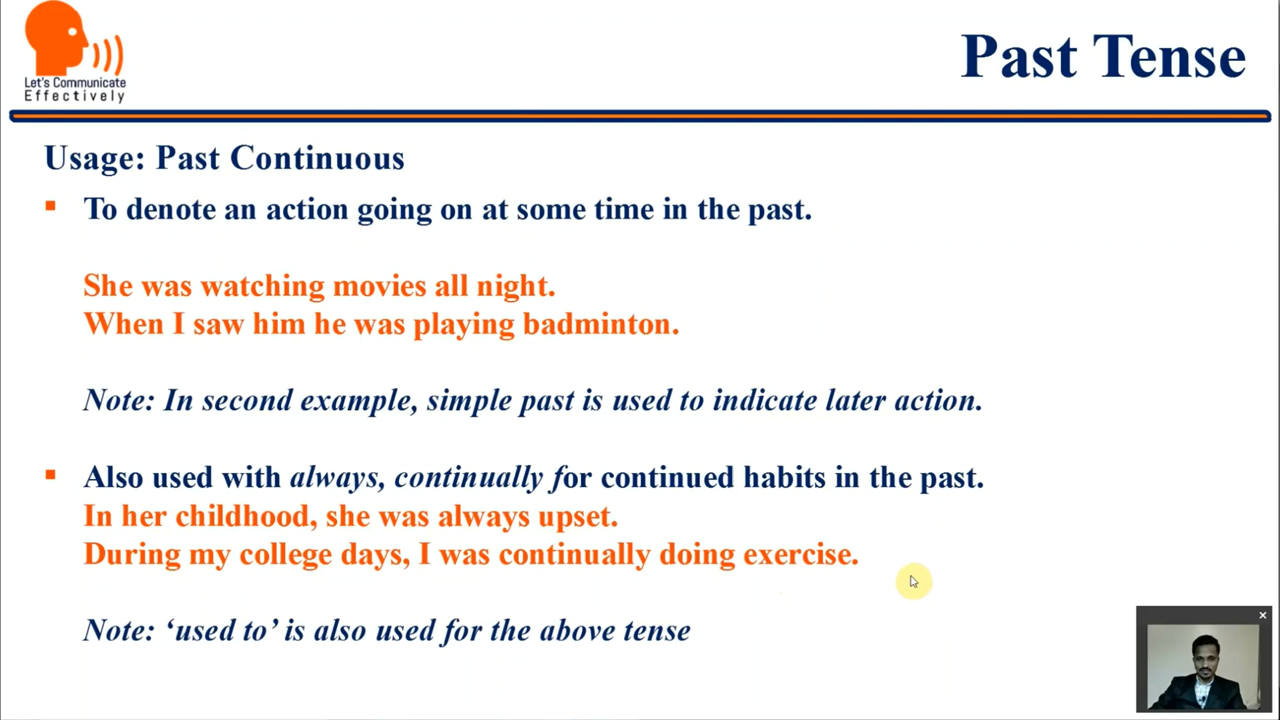 Let's Communicate
Effectively
Past Tense
Usage: Past Continuous
To denote an action going on at some time in the past.
She was watching movies all night.
When I saw him he was playing badminton.
Note: In second example, simple past is used to indicate later action.
Also used with always, continually for continued habits in the past.
In her childhood, she was always upset.
During my college days, I was continually doing exercise.
Note: ‘used to’ is also used for the above tense